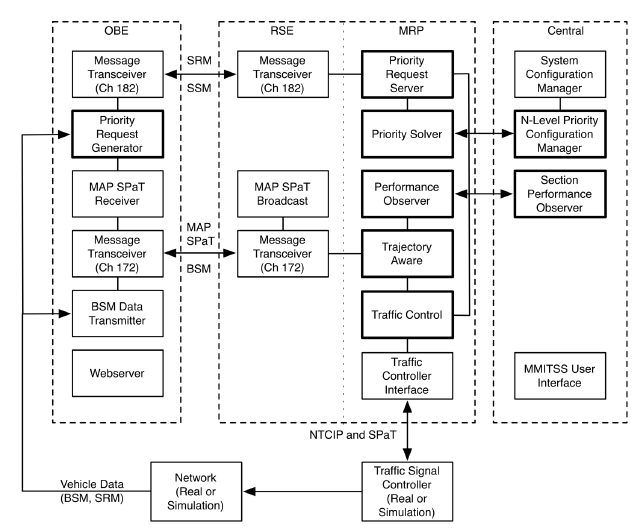 OBE
RSE
MRP
Central
Message
Transceiver
(Ch 182)
SRM
SSM
Message
Transceiver
(Ch 182)
Priority
Request
Server
System
Configuration
Manager
Priority
Request
Generator
Priority Solver
N-Level Priority
Configuration
Manager
MAP SPaT
Receiver
MAP SPaT
Broadcast
Performance
Observer
Section
Performance
Observer
Message
Transceiver
(Ch 172)
MAP
SPaT
BSM
Message
Transceiver
(Ch 172)
Trajectory
Aware
BSM Data
Transmitter
Traffic Control
Webserver
Traffic
Controller
Interface
MMITSS User
Interface
NTCIP and SPaT
Vehicle Data
(BSM, SRM)
Network
(Real or
Simulation)
Traffic Signal
Controller
(Real or
Simulation)